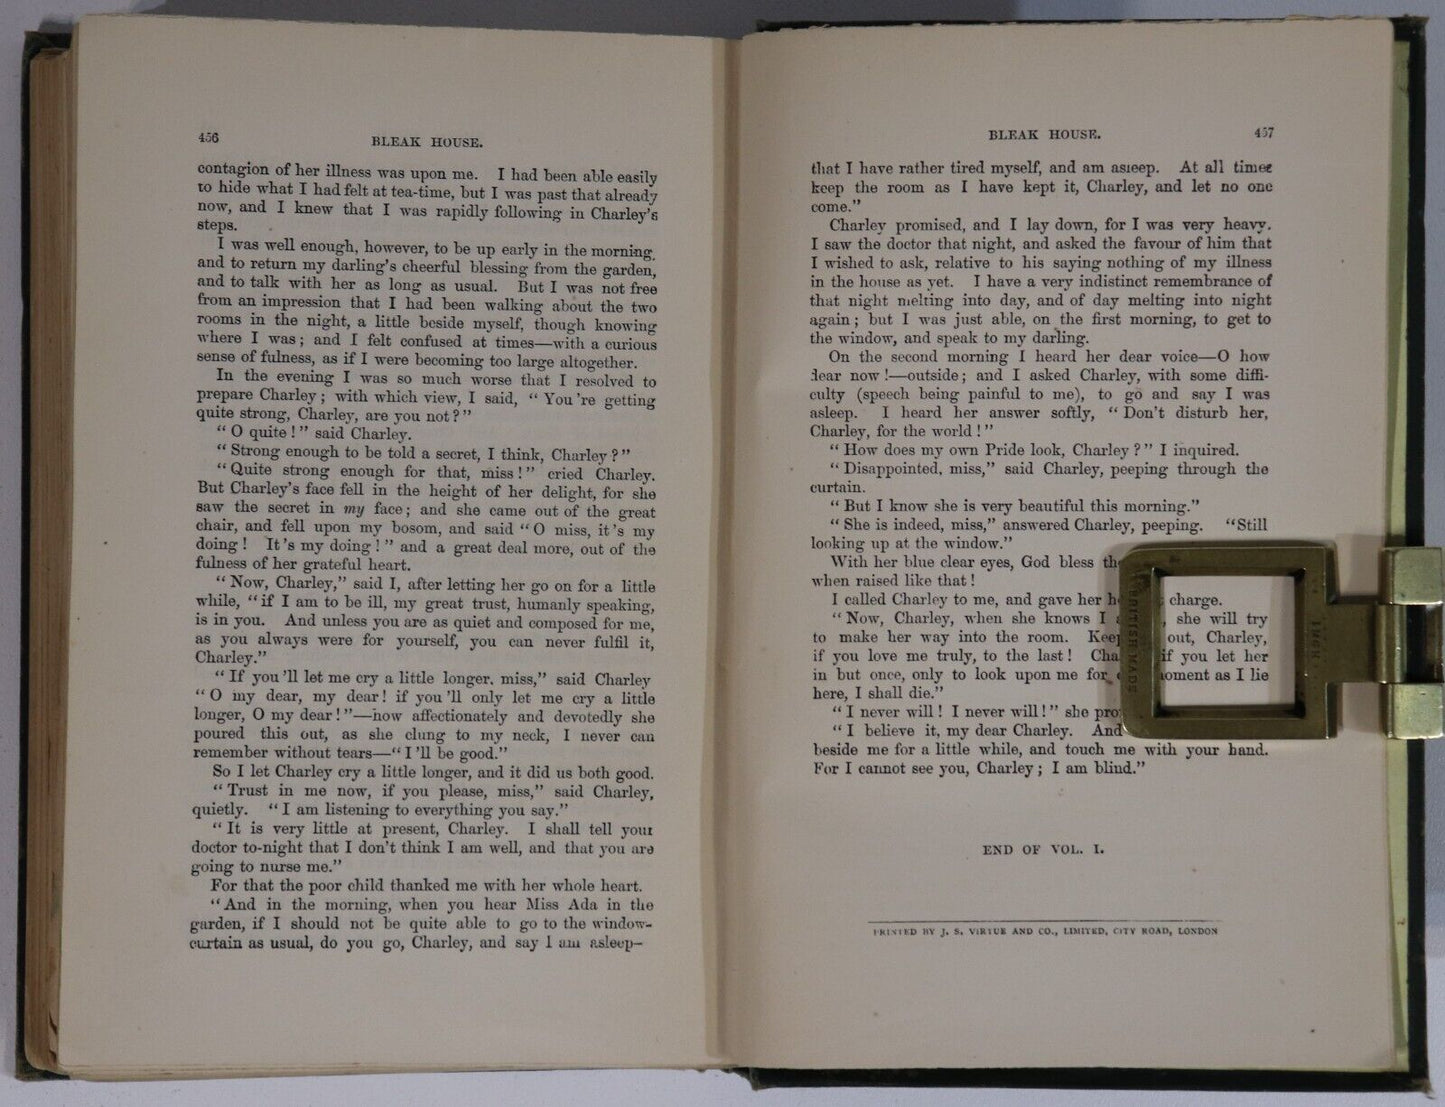 456
BLEAK HOUSE.
contagion of her illness was upon me. I had been able easily
to hide what I had felt at tea-time, but I was past that already
now, and I knew that I was rapidly following in Charley's
steps.
I was well enough, however, to be up early in the morning,
and to return my darling's cheerful blessing from the garden,
and to talk with her as long as usual. But I was not free
from an impression that I had been walking about the two
rooms in the night, a little beside myself, though knowing
where I was; and I felt confused at times—with a curious
sense of fulness, as if I were becoming too large altogether.
In the evening I was so much worse that I resolved to
prepare Charley; with which view, I said, "You're getting
quite strong, Charley, are you not?"
"O quite!" said Charley.
"Strong enough to be told a secret, I think, Charley?"
"Quite strong enough for that, miss!" cried Charley.
But Charley's face fell in the height of her delight, for she
saw the secret in my face; and she came out of the great
chair, and fell upon my bosom, and said "O miss, it's my
doing! It's my doing!" and a great deal more, out of the
fulness of her grateful heart.
"Now, Charley," said I, after letting her go on for a little
while, "if I am to be ill, my great trust, humanly speaking,
is in you. And unless you are as quiet and composed for me,
as you always were for yourself, you can never fulfil it,
Charley."
"If you'll let me cry a little longer, miss," said Charley
"O my dear, my dear! if you'll only let me cry a little
longer, O my dear!"—how affectionately and devotedly she
poured this out, as she clung to my neck, I never can
remember without tears—"I'll be good."
So I let Charley cry a little longer, and it did us both good.
"Trust in me now, if you please, miss," said Charley,
quietly. "I am listening to everything you say."
"It is very little at present, Charley. I shall tell your
doctor to-night that I don't think I am well, and that you are
going to nurse me."
For that the poor child thanked me with her whole heart.
"And in the morning, when you hear Miss Ada in the
garden, if I should not be quite able to go to the window-
curtain as usual, do you go, Charley, and say I am asleep—
BLEAK HOUSE.
457
that I have rather tired myself, and am asleep. At all times
keep the room as I have kept it, Charley, and let no one
come."
Charley promised, and I lay down, for I was very heavy.
I saw the doctor that night, and asked the favour of him that
I wished to ask, relative to his saying nothing of my illness
in the house as yet. I have a very indistinct remembrance of
that night melting into day, and of day melting into night
again; but I was just able, on the first morning, to get to
the window, and speak to my darling.
On the second morning I heard her dear voice—O how
dear now!—outside; and I asked Charley, with some diffi-
culty (speech being painful to me), to go and say I was
asleep. I heard her answer softly, "Don't disturb her,
Charley, for the world!"
"How does my own Pride look, Charley?" I inquired.
"Disappointed, miss," said Charley, peeping through the
curtain.
"But I know she is very beautiful this morning."
"She is indeed, miss," answered Charley, peeping. "Still
looking up at the window."
With her blue clear eyes, God bless
when raised like that!
I called Charley to me, and gave her charge.
"Now, Charley, when she knows I she will try
to make her way into the room. out, Charley,
if you love me truly, to the last! if you let her
in but once, only to look upon me for moment as I lie
here, I shall die."
"I never will! I never will!" she
"I believe it, my dear Charley. And
beside me for a little while, and touch me with your hand.
For I cannot see you, Charley; I am blind."
END OF VOL. I.
PRINTED BY J. S. VIRTUE AND CO., LIMITED, CITY ROAD, LONDON
BRITISH MADE
1 INCH